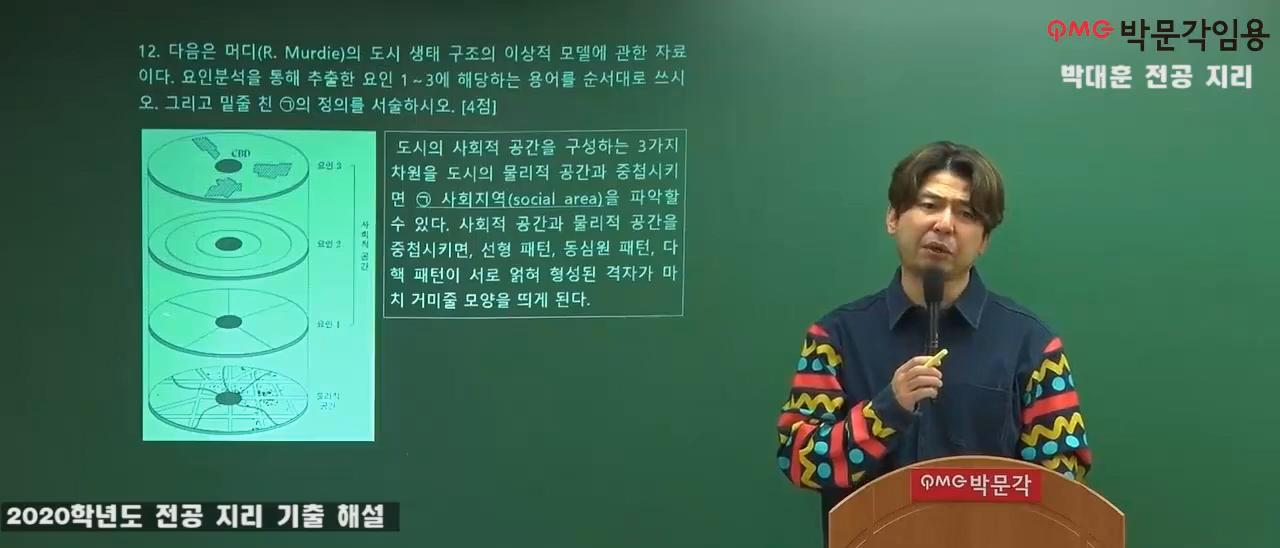 PMG 박문각임용
박대훈 전공 지리
12. 다음은 머디(R. Murdie)의 도시 생태 구조의 이상적 모델에 관한 자료
이다. 요인분석을 통해 추출한 요인 1~3에 해당하는 용어를 순서대로 쓰시
오. 그리고 밑줄 친 ㉠의 정의를 서술하시오. [4점]
CBD
요인 3
요인 2
요인 1
사회적 공간
물리적
공간
도시의 사회적 공간을 구성하는 3가지
차원을 도시의 물리적 공간과 중첩시키
면 ㉠ 사회지역(social area)을 파악할
수 있다. 사회적 공간과 물리적 공간을
중첩시키면, 선형 패턴, 동심원 패턴, 다
핵 패턴이 서로 얽혀 형성된 격자가 마
치 거미줄 모양을 띄게 된다.
PMG 박문각
2020학년도 전공 지리 기출 해설